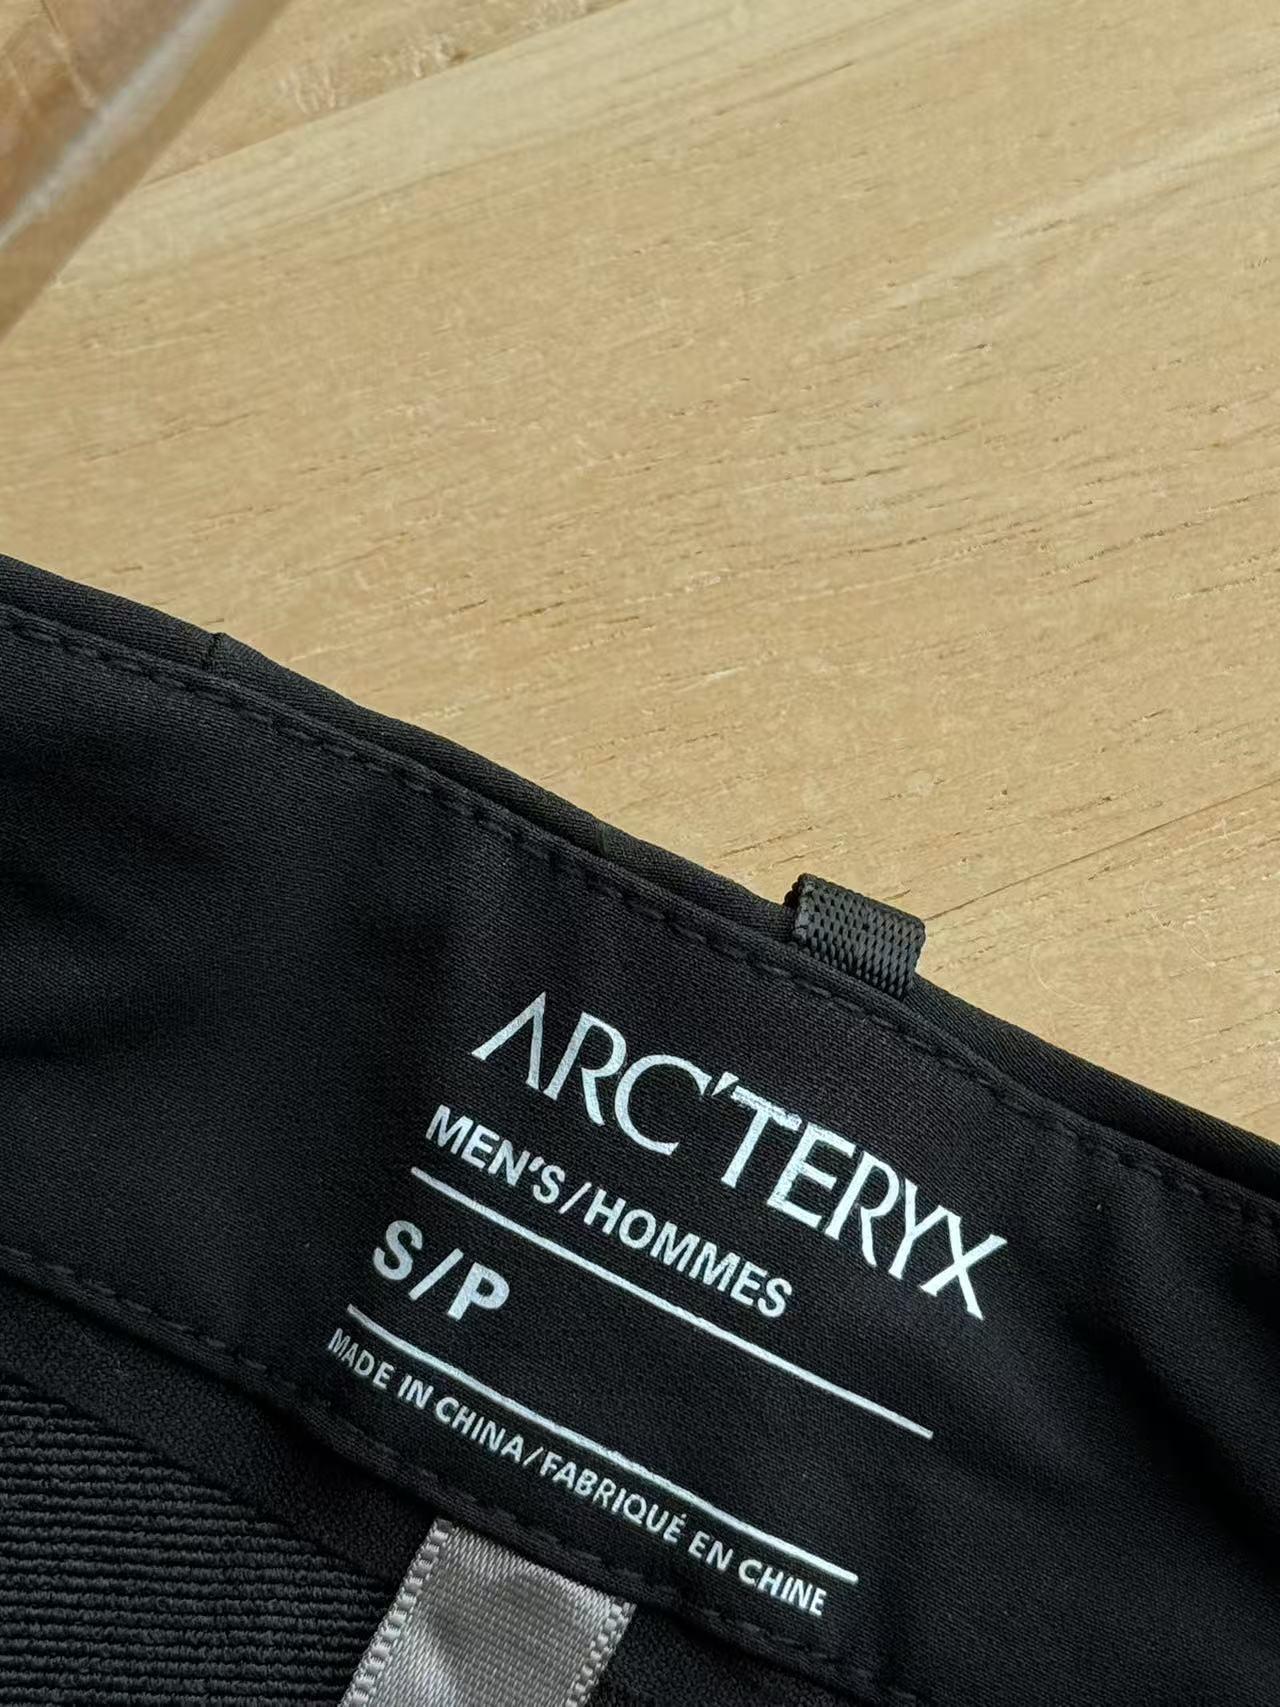 ARC'TERYX
MEN'S/HOMMES
S/P
MADE IN CHINA/FABRIQUÉ EN CHINE